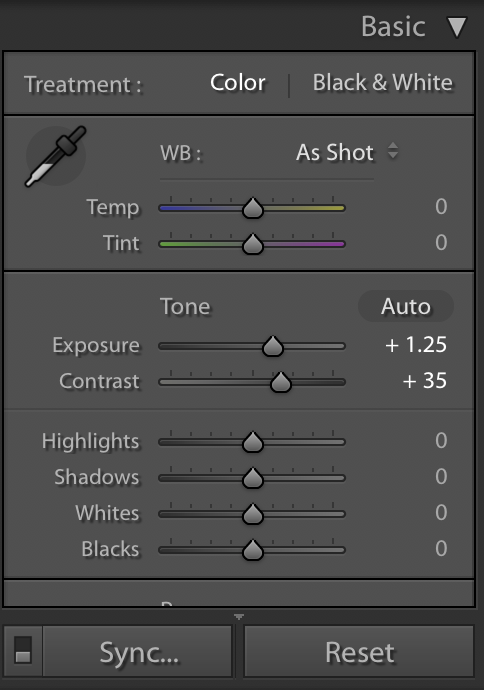 Basic
Treatment : Color | Black & White
WB : As Shot
Temp 0
Tint 0
Tone Auto
Exposure + 1.25
Contrast + 35
Highlights 0
Shadows 0
Whites 0
Blacks 0
Sync... Reset